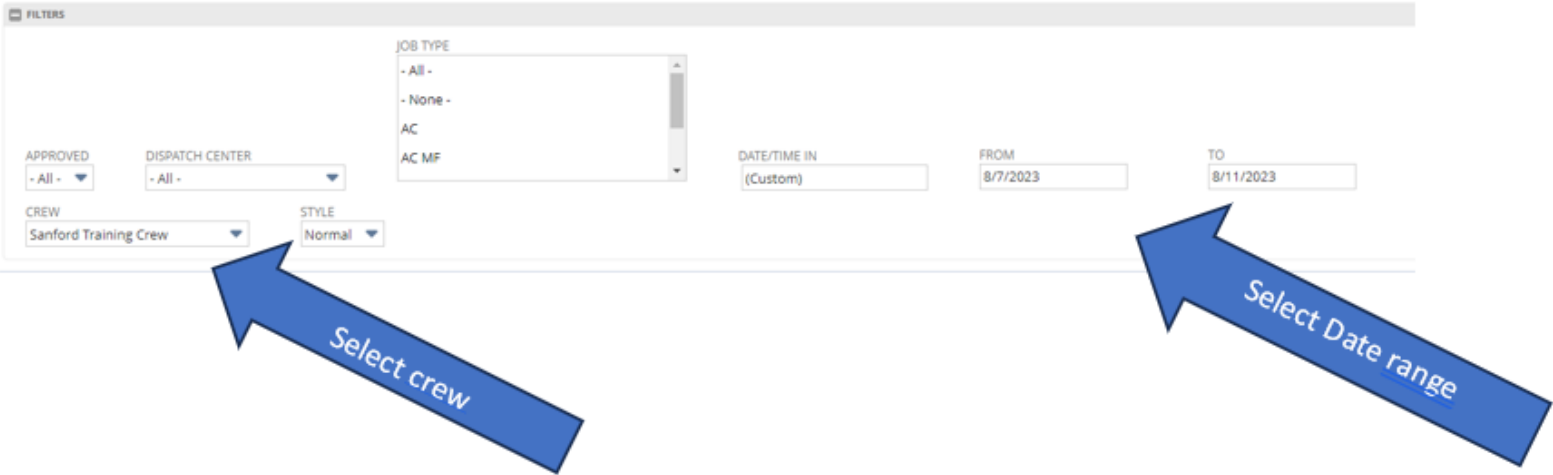 FILTERS
JOB TYPE
- All -
- None -
AC
AC MF
APPROVED
- All -
DISPATCH CENTER
- All -
DATE/TIME IN
(Custom)
FROM
8/7/2023
TO
8/11/2023
CREW
Sanford Training Crew
STYLE
Normal
Select crew
Select Date range